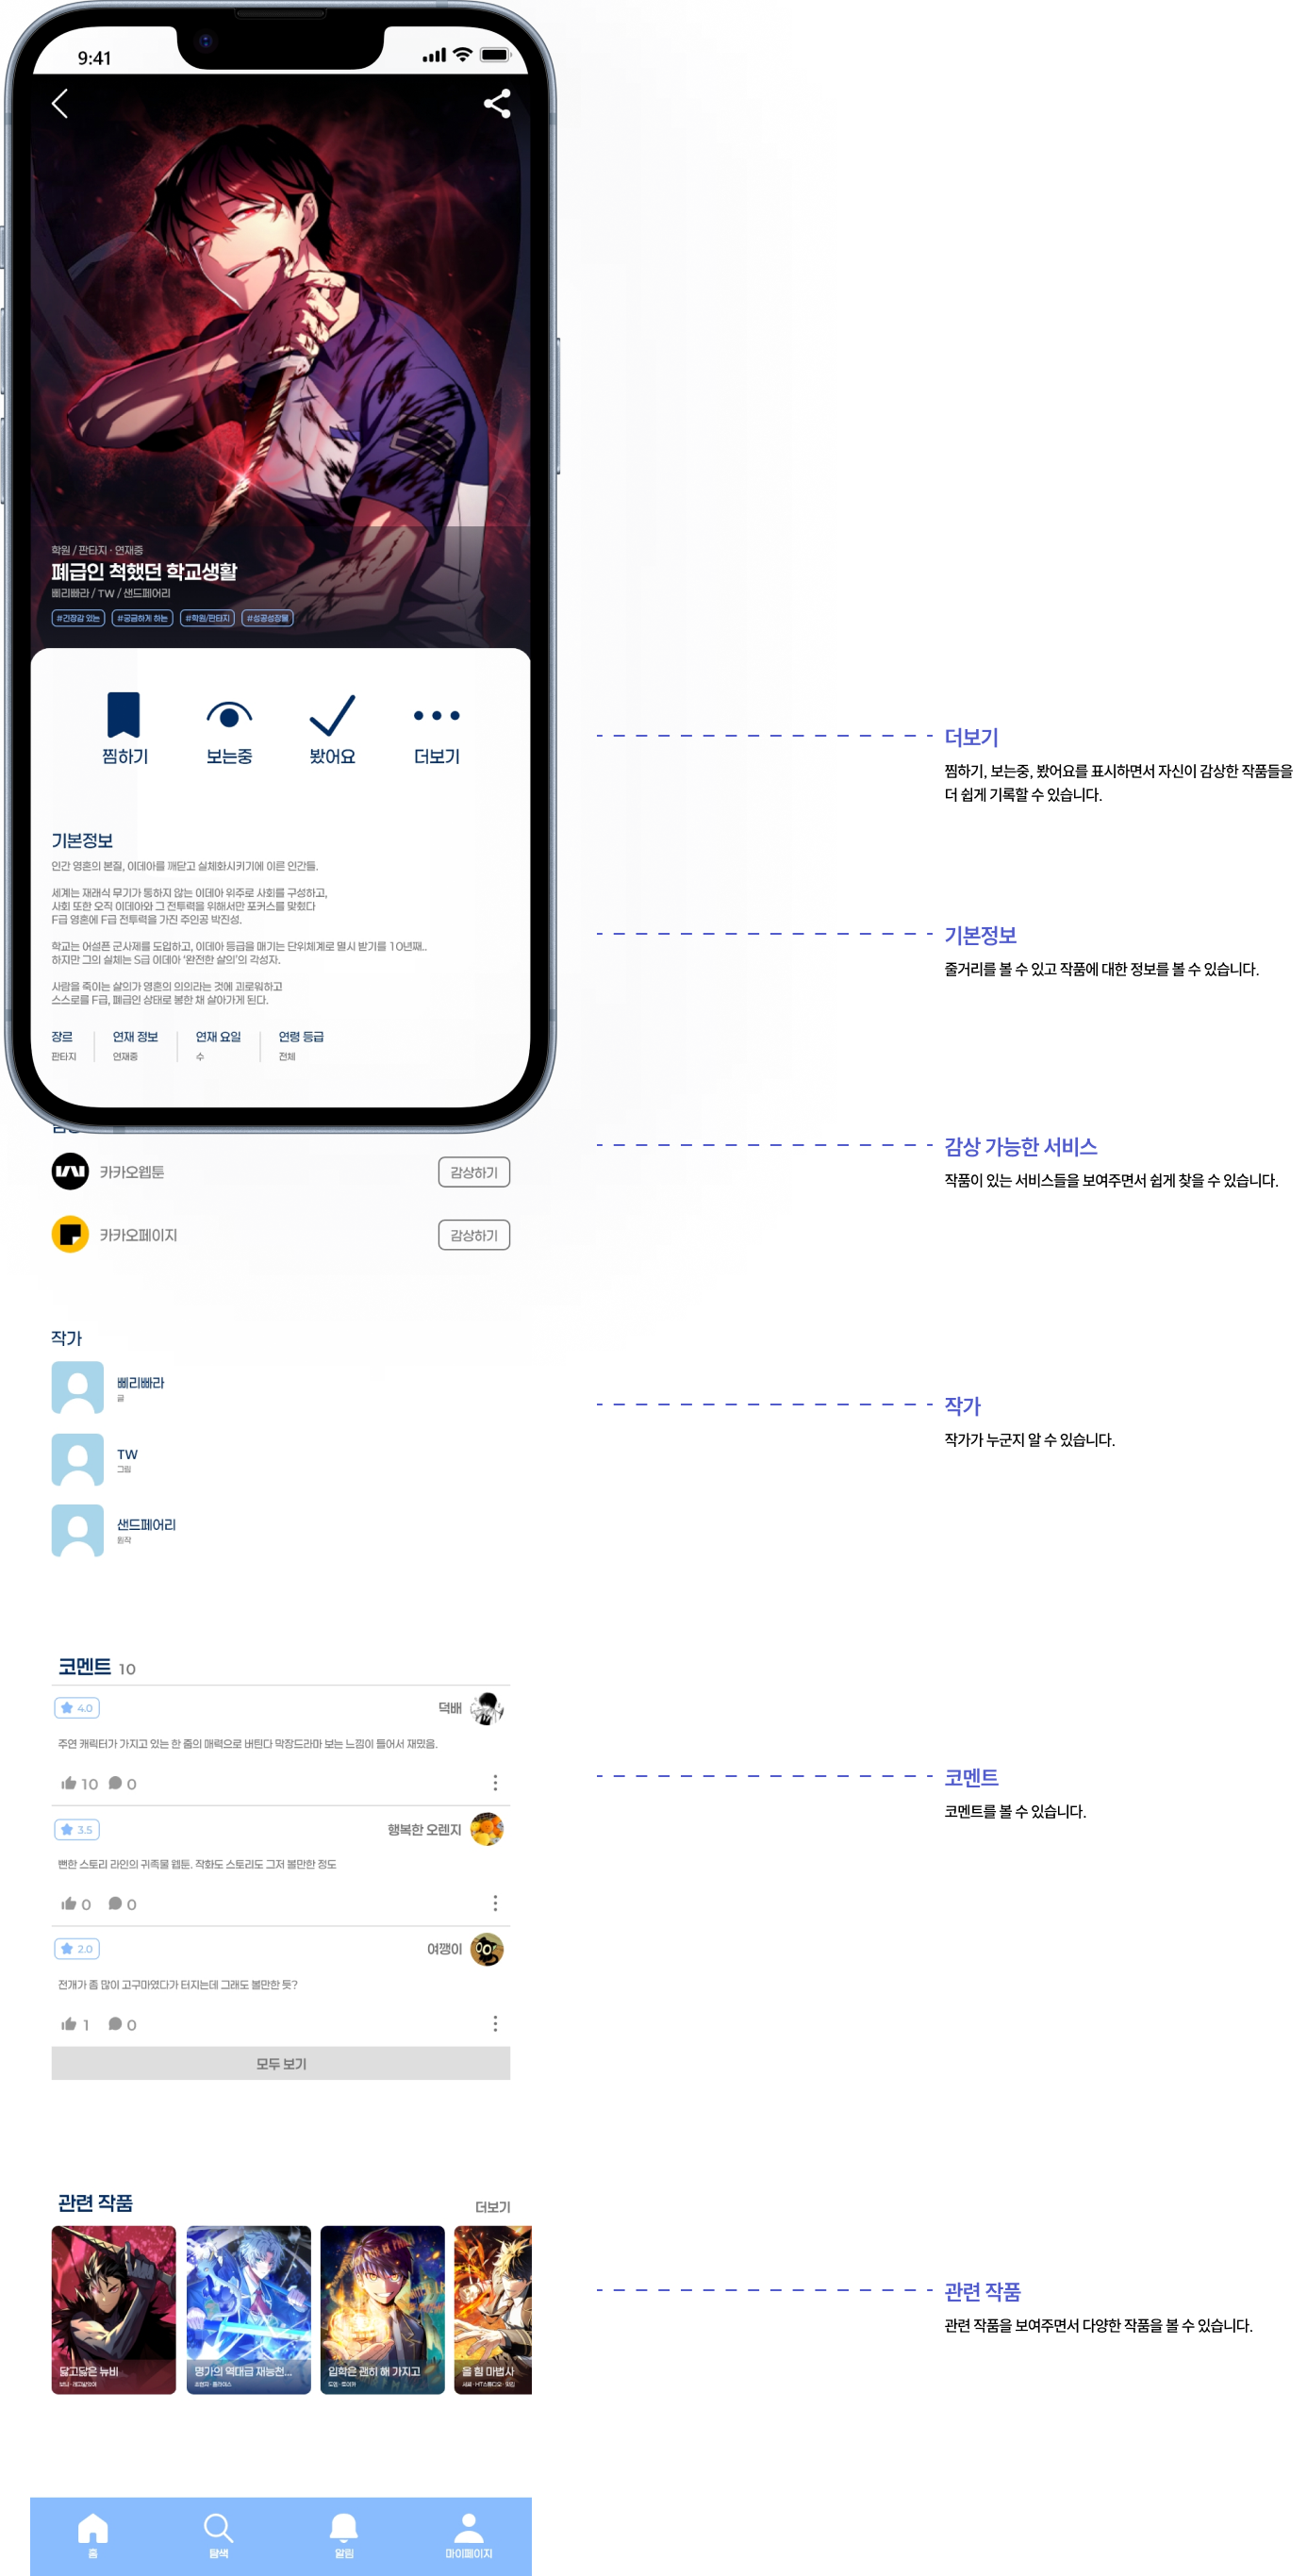 9:41
학원 / 판타지 · 연재중
폐급인 척했던 학교생활
삐리빠라 / TW / 샌드페어리
#긴장감 있는 #궁금하게 하는 #학원/판타지 #성공성장물
찜하기 보는중 봤어요 더보기
더보기
찜하기, 보는중, 봤어요를 표시하면서 자신이 감상한 작품들을
더 쉽게 기록할 수 있습니다.
기본정보
인간 영혼의 본질, 이데아를 깨닫고 실체화시키기에 이른 인간들.
세계는 재래식 무기가 통하지 않는 이데아 위주로 사회를 구성하고,
사회 또한 오직 이데아와 그 전투력을 위해서만 포커스를 맞췄다
F급 영혼에 F급 전투력을 가진 주인공 박진성.
학교는 어설픈 군사제를 도입하고, 이데아 등급을 매기는 단위체계로 멸시 받기를 10년째..
하지만 그의 실체는 S급 이데아 '완전한 살의'의 각성자.
사람을 죽이는 살의가 영혼의 의의라는 것에 괴로워하고
스스로를 F급, 폐급인 상태로 봉한 채 살아가게 된다.
기본정보
줄거리를 볼 수 있고 작품에 대한 정보를 볼 수 있습니다.
장르 연재 정보 연재 요일 연령 등급
판타지 연재중 수 전체
감상 가능한 서비스
작품이 있는 서비스들을 보여주면서 쉽게 찾을 수 있습니다.
카카오웹툰 감상하기
카카오페이지 감상하기
작가
삐리빠라
글
TW
그림
샌드페어리
원작
작가
작가가 누군지 알 수 있습니다.
코멘트 10
4.0 덕배
주연 캐릭터가 가지고 있는 한 줌의 매력으로 버틴다 막장드라마 보는 느낌이 들어서 재밌음.
10 0
코멘트
코멘트를 볼 수 있습니다.
3.5 행복한 오렌지
뻔한 스토리 라인의 귀족물 웹툰. 작화도 스토리도 그저 볼만한 정도
0 0
2.0 여깽이
전개가 좀 많이 고구마였다가 터지는데 그래도 볼만한 듯?
1 0
모두 보기
관련 작품 더보기
닳고닳은 뉴비
명가의 역대급 재능천...
입학은 괜히 해 가지고
올 힘 마법사
관련 작품
관련 작품을 보여주면서 다양한 작품을 볼 수 있습니다.
홈 탐색 알림 마이페이지